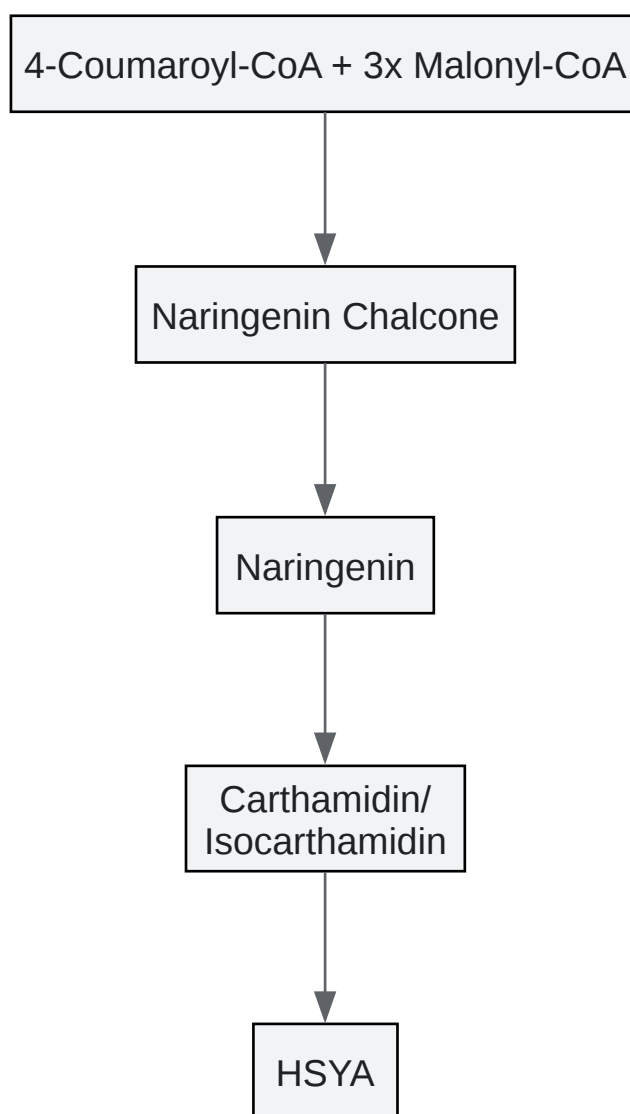 4-Coumaroyl-CoA + 3x Malonyl-CoA
Naringenin Chalcone
Naringenin
Carthamidin/
Isocarthamidin
HSYA